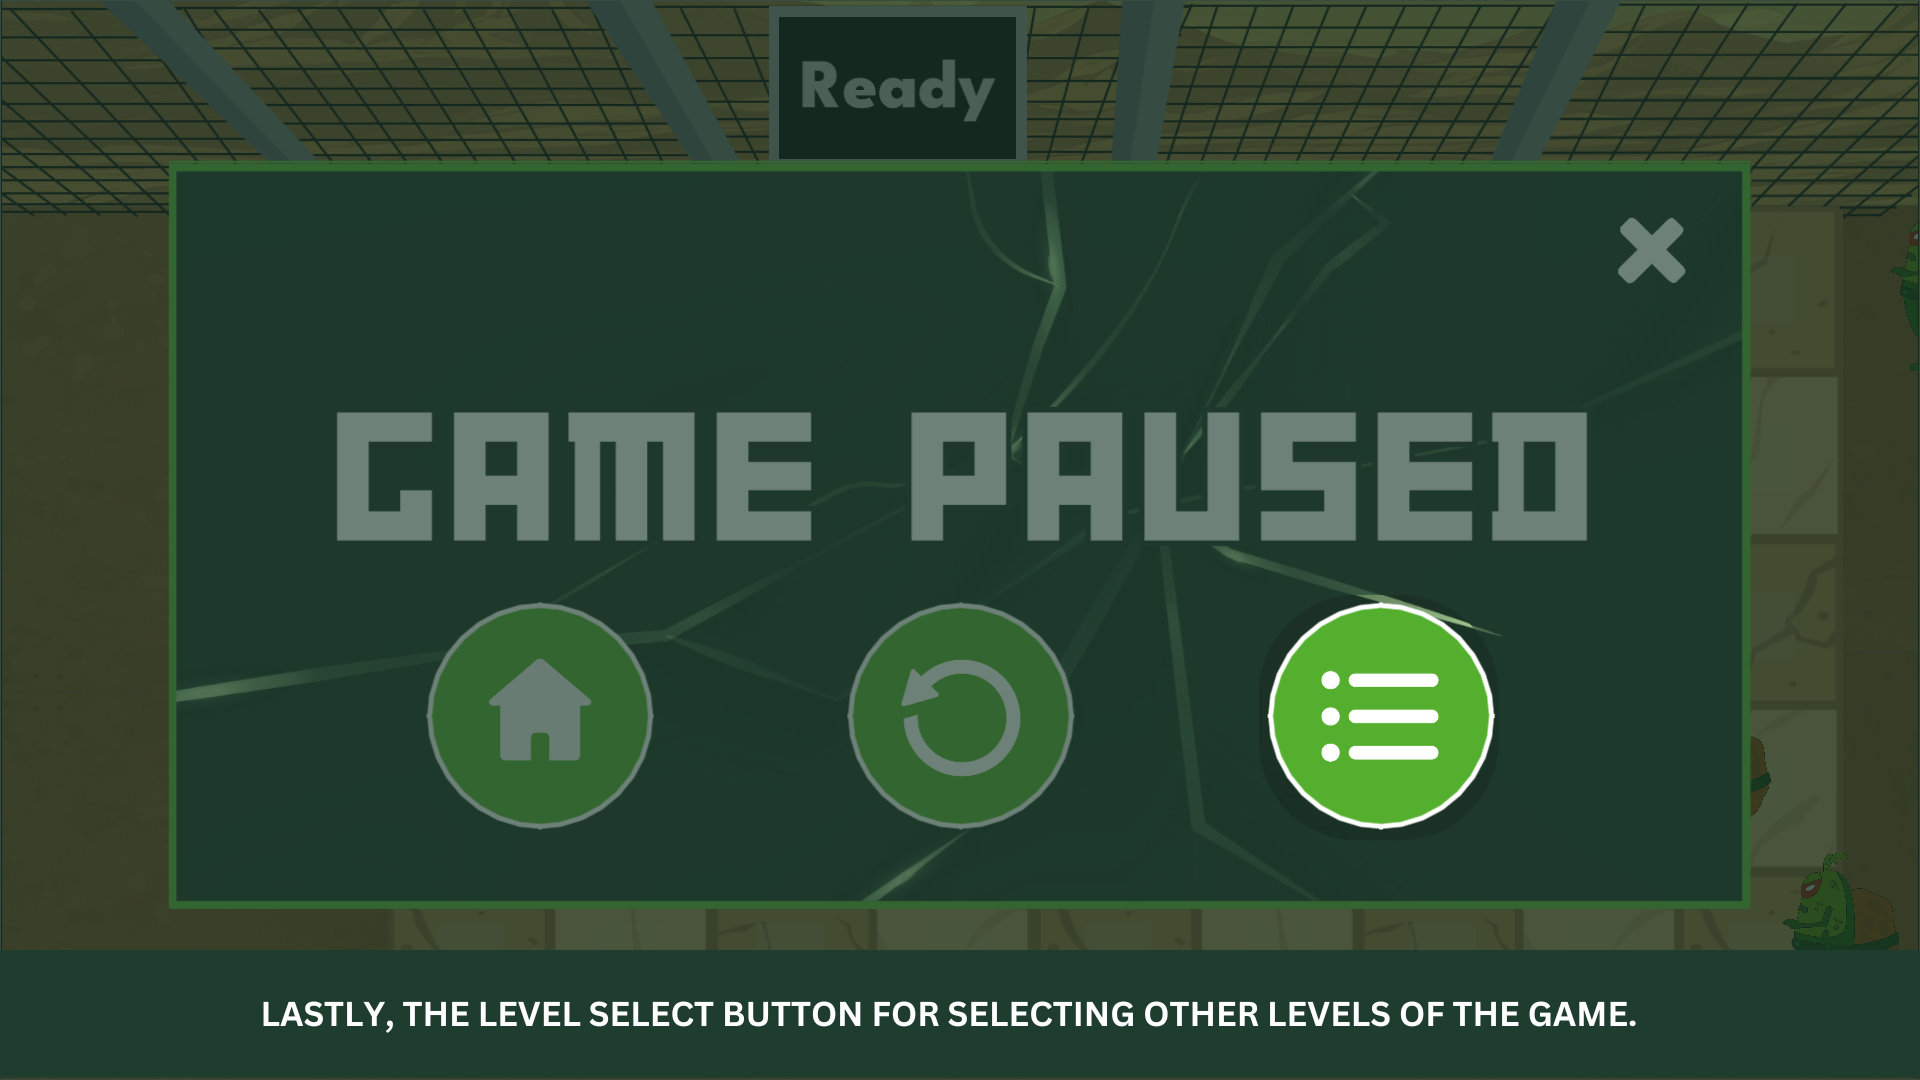 Ready
GAME PAUSED
LASTLY, THE LEVEL SELECT BUTTON FOR SELECTING OTHER LEVELS OF THE GAME.